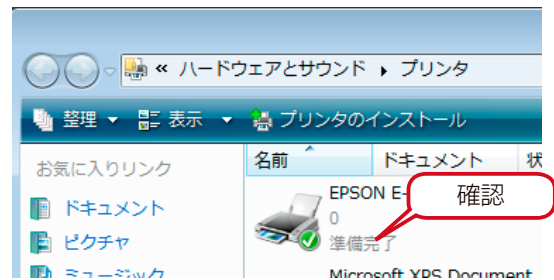 « ハードウェアとサウンド ▸ プリンタ
整理 ▼ 表示 ▼ プリンタのインストール
お気に入りリンク
ドキュメント
ピクチャ
ミュージック
名前 ドキュメント 状
EPSON E-
0
準備完了
Microsoft XPS Document
確認